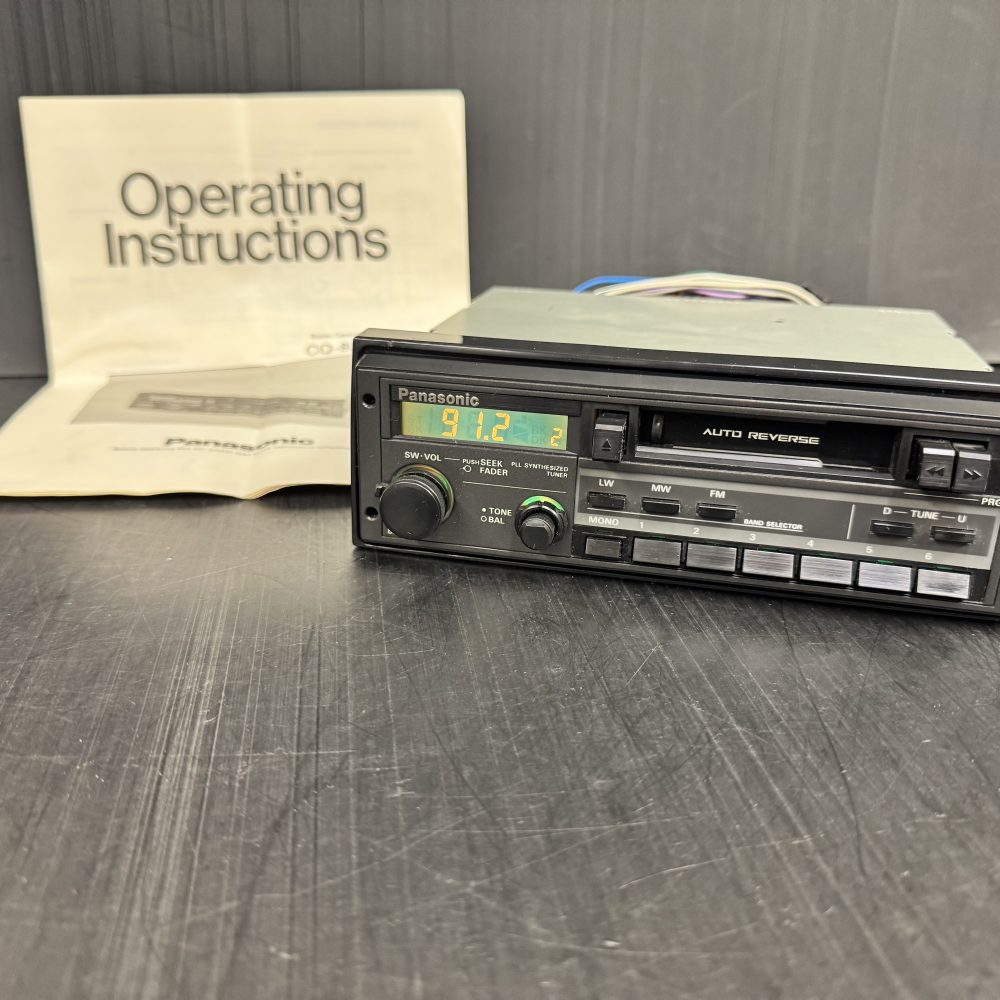 Operating
Instructions
Panasonic
Panasonic
91.2 2
AUTO REVERSE
SW·VOL PUSH SEEK
FADER
PLL SYNTHESIZED
TUNER
TONE
BAL
LW MW FM
BAND SELECTOR
D TUNE U
MONO 1 2 3 4 5 6